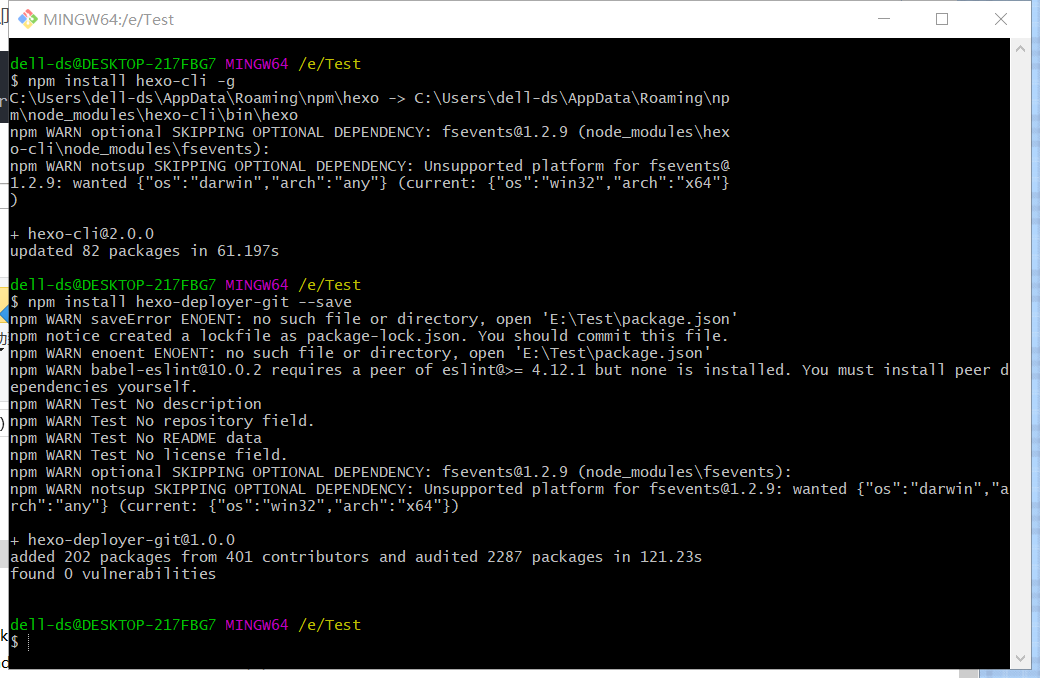 MINGW64:/e/Test
dell-ds@DESKTOP-217FBG7 MINGW64 /e/Test
$ npm install hexo-cli -g
C:\Users\dell-ds\AppData\Roaming\npm\hexo -> C:\Users\dell-ds\AppData\Roaming\np
m\node_modules\hexo-cli\bin\hexo
npm WARN optional SKIPPING OPTIONAL DEPENDENCY: fsevents@1.2.9 (node_modules\hex
o-cli\node_modules\fsevents):
npm WARN notsup SKIPPING OPTIONAL DEPENDENCY: Unsupported platform for fsevents@
1.2.9: wanted {"os":"darwin","arch":"any"} (current: {"os":"win32","arch":"x64"}
)
+ hexo-cli@2.0.0
updated 82 packages in 61.197s
dell-ds@DESKTOP-217FBG7 MINGW64 /e/Test
$ npm install hexo-deployer-git --save
npm WARN saveError ENOENT: no such file or directory, open 'E:\Test\package.json'
npm notice created a lockfile as package-lock.json. You should commit this file.
npm WARN enoent ENOENT: no such file or directory, open 'E:\Test\package.json'
npm WARN babel-eslint@10.0.2 requires a peer of eslint@>= 4.12.1 but none is installed. You must install peer d
ependencies yourself.
npm WARN Test No description
npm WARN Test No repository field.
npm WARN Test No README data
npm WARN Test No license field.
npm WARN optional SKIPPING OPTIONAL DEPENDENCY: fsevents@1.2.9 (node_modules\fsevents):
npm WARN notsup SKIPPING OPTIONAL DEPENDENCY: Unsupported platform for fsevents@1.2.9: wanted {"os":"darwin","a
rch":"any"} (current: {"os":"win32","arch":"x64"})
+ hexo-deployer-git@1.0.0
added 202 packages from 401 contributors and audited 2287 packages in 121.23s
found 0 vulnerabilities
dell-ds@DESKTOP-217FBG7 MINGW64 /e/Test
$